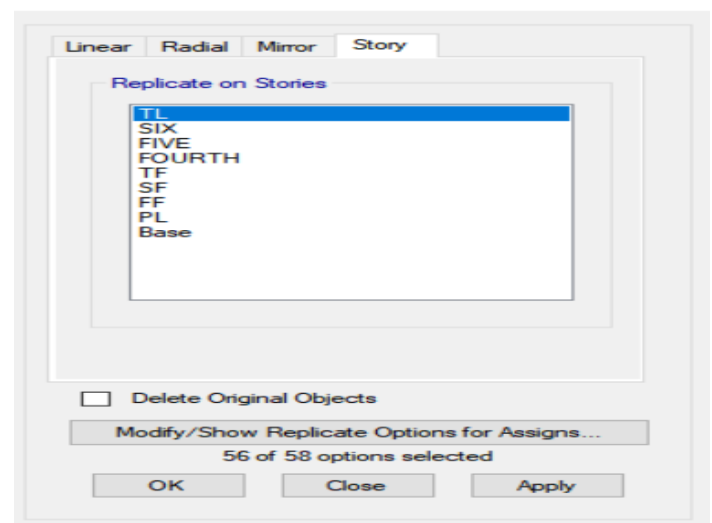 Linear Radial Mirror Story
Replicate on Stories
TL
SIX
FIVE
FOURTH
TF
SF
FF
PL
Base
Delete Original Objects
Modify/Show Replicate Options for Assigns...
56 of 58 options selected
OK Close Apply